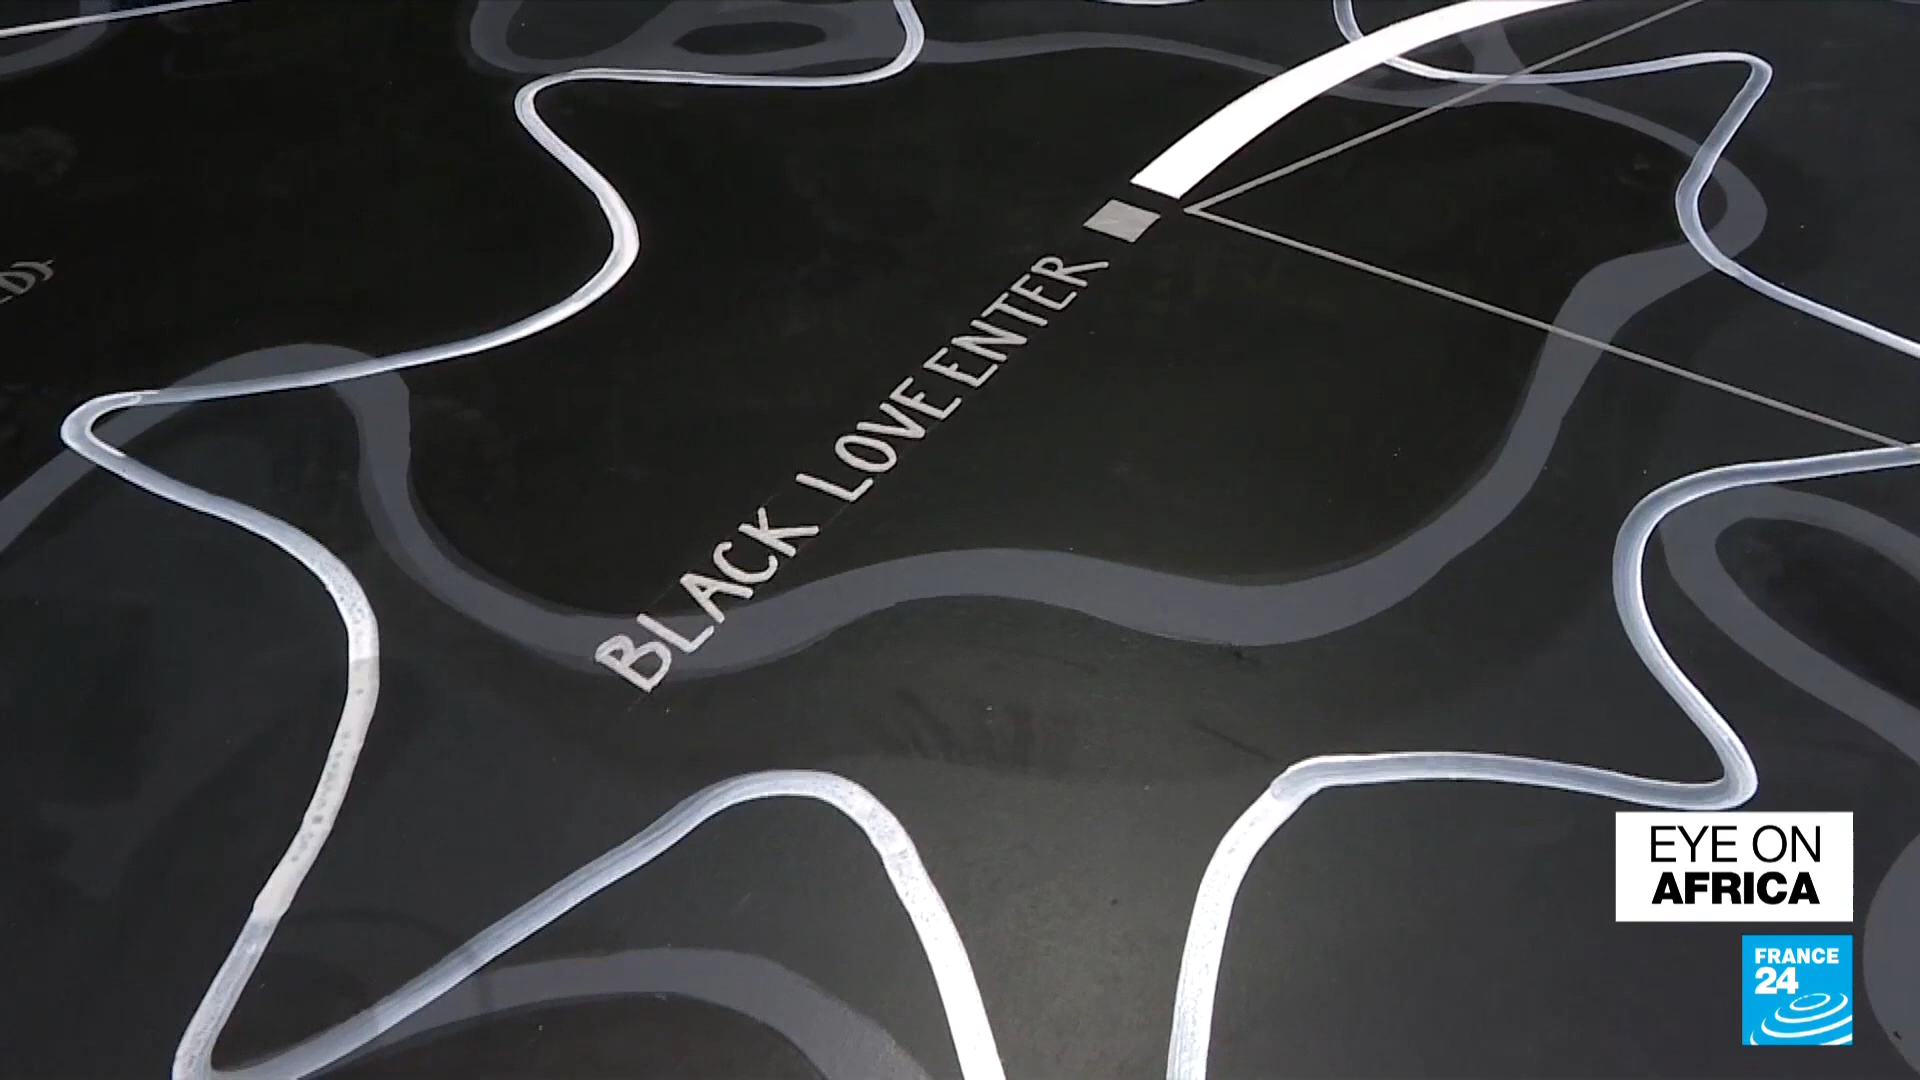 BLACK LOVE ENTER
EYE ON
AFRICA
FRANCE
24